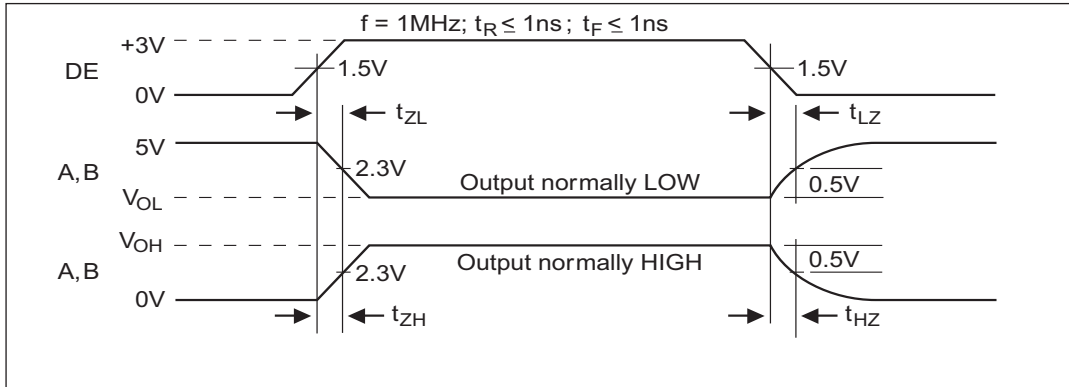 f = 1MHz; tR ≤ 1ns ; tF ≤ 1ns
+3V
DE
1.5V
1.5V
0V
tZL
tLZ
5V
A,B
2.3V
Output normally LOW
0.5V
VOL
VOH
A,B
2.3V
Output normally HIGH
0.5V
0V
tZH
tHZ